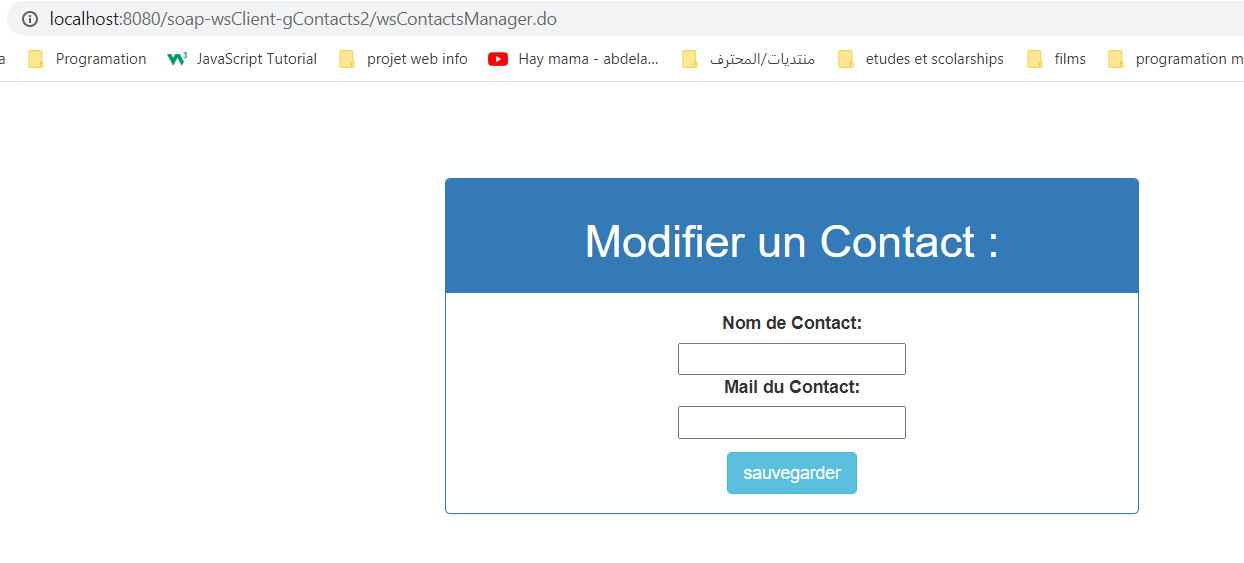 localhost:8080/soap-wsClient-gContacts2/wsContactsManager.do
a Programation JavaScript Tutorial projet web info Hay mama - abdela... منتديات/المحترف etudes et scolarships films programation m
Modifier un Contact :
Nom de Contact:
Mail du Contact:
sauvegarder